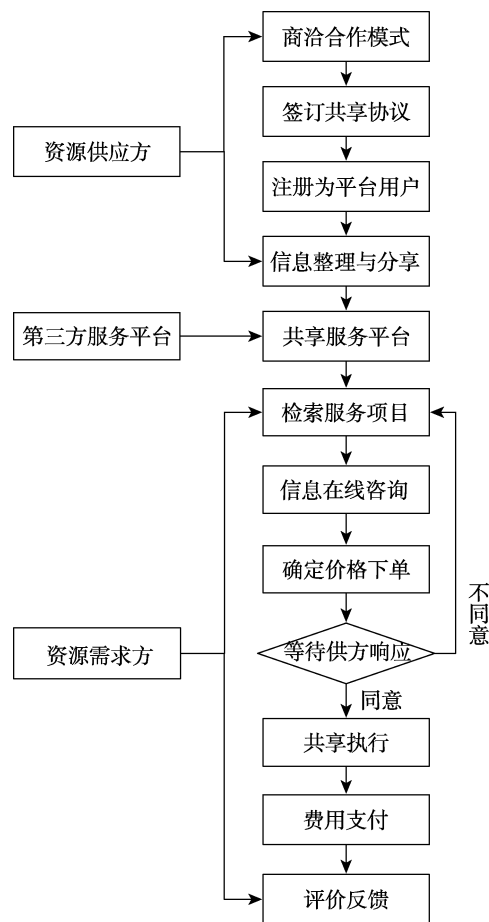 商洽合作模式
签订共享协议
资源供应方
注册为平台用户
信息整理与分享
第三方服务平台
共享服务平台
检索服务项目
信息在线咨询
确定价格下单
不同意
资源需求方
等待供方响应
同意
共享执行
费用支付
评价反馈